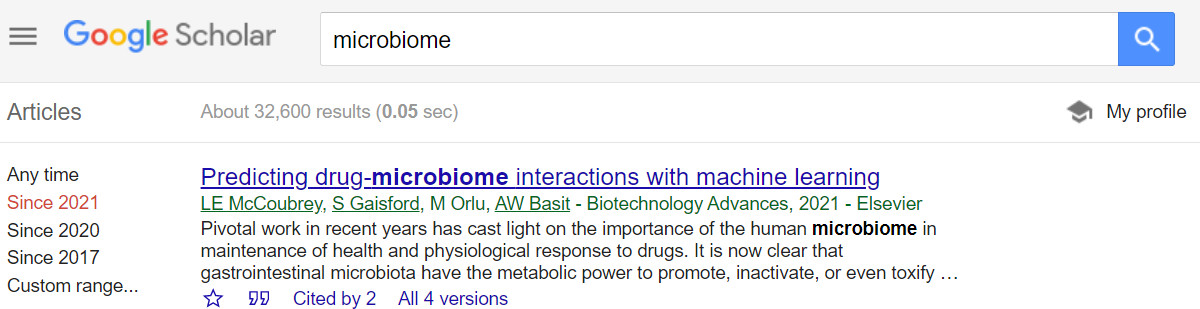 Google Scholar
microbiome
Articles
About 32,600 results (0.05 sec)
My profile
Any time
Since 2021
Since 2020
Since 2017
Custom range...
Predicting drug-microbiome interactions with machine learning
LE McCoubrey, S Gaisford, M Orlu, AW Basit - Biotechnology Advances, 2021 - Elsevier
Pivotal work in recent years has cast light on the importance of the human microbiome in
maintenance of health and physiological response to drugs. It is now clear that
gastrointestinal microbiota have the metabolic power to promote, inactivate, or even toxify …
Cited by 2 All 4 versions